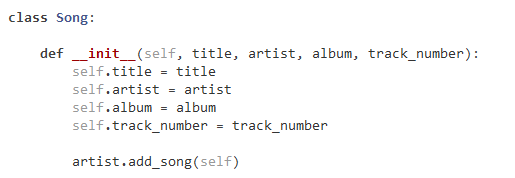 class Song:
    def __init__(self, title, artist, album, track_number):
        self.title = title
        self.artist = artist
        self.album = album
        self.track_number = track_number
        artist.add_song(self)